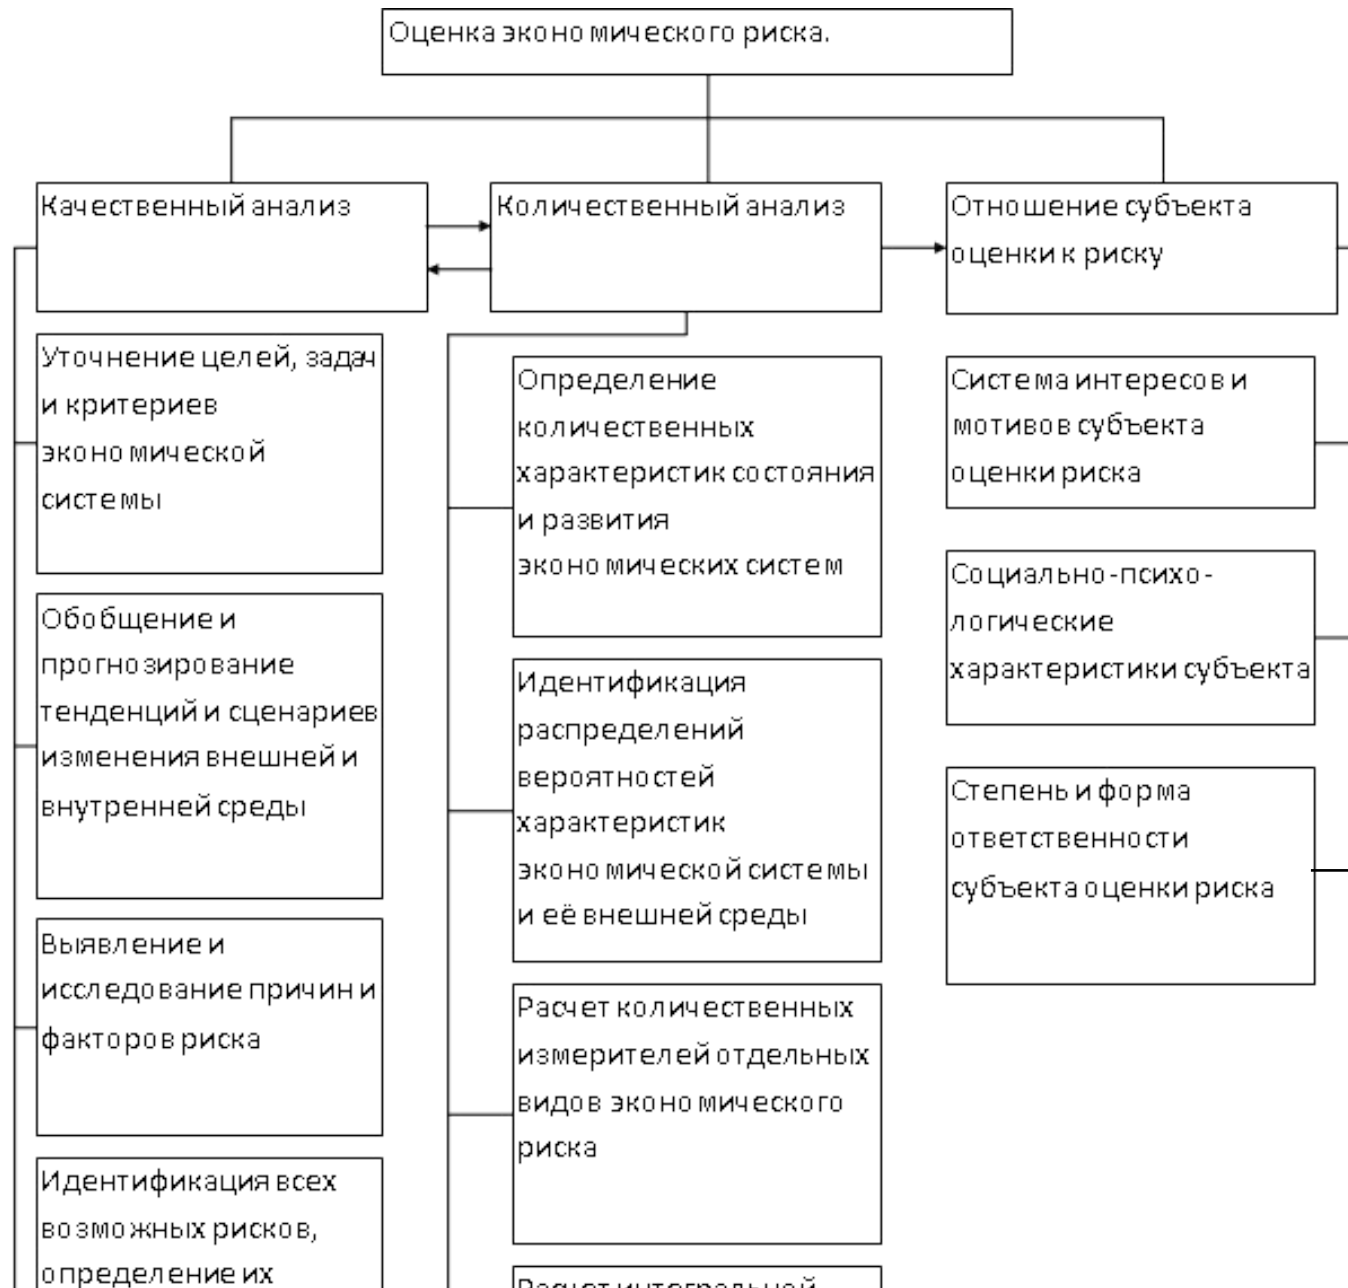 Оценка экономического риска.
Качественный анализ
Количественный анализ
Отношение субъекта
оценки к риску
Уточнение целей, задач
и критериев
экономической
системы
Обобщение и
прогнозирование
тенденций и сценариев
изменения внешней и
внутренней среды
Выявление и
исследование причин и
факторов риска
Идентификация всех
возможных рисков,
определение их
Определение
количественных
характеристик состояния
и развития
экономических систем
Идентификация
распределений
вероятностей
характеристик
экономической системы
и её внешней среды
Расчет количественных
измерителей отдельных
видов экономического
риска
Расчет интегральной
Система интересов и
мотивов субъекта
оценки риска
Социально-психо-
логические
характеристики субъекта
Степень и форма
ответственности
субъекта оценки риска